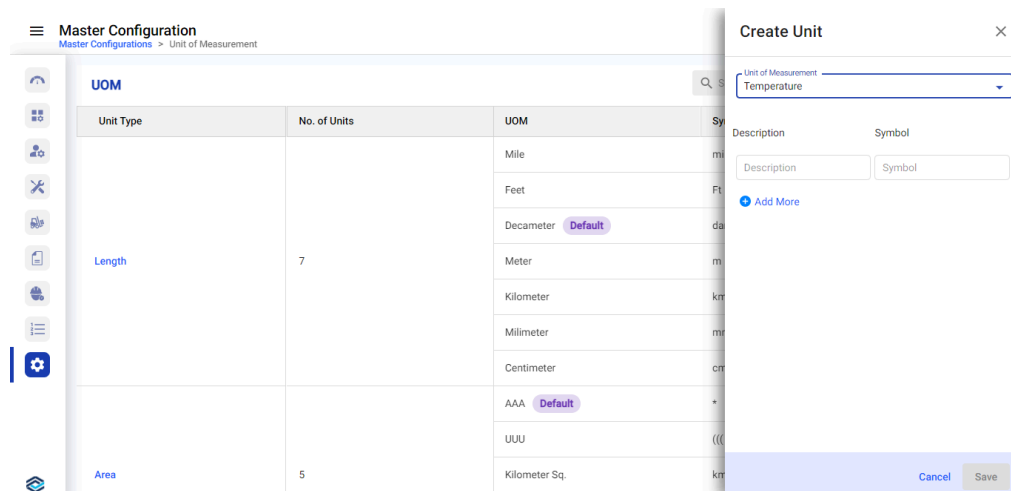 Master Configuration
Master Configurations > Unit of Measurement
UOM
Unit Type No. of Units UOM
Mile
Feet Ft
Decameter Default
Length 7 Meter m
Kilometer
Milimeter
Centimeter
AAA Default *
UUU (((
Area 5 Kilometer Sq.
Create Unit
Unit of Measurement
Temperature
Description Symbol
Description Symbol
Add More
Cancel Save